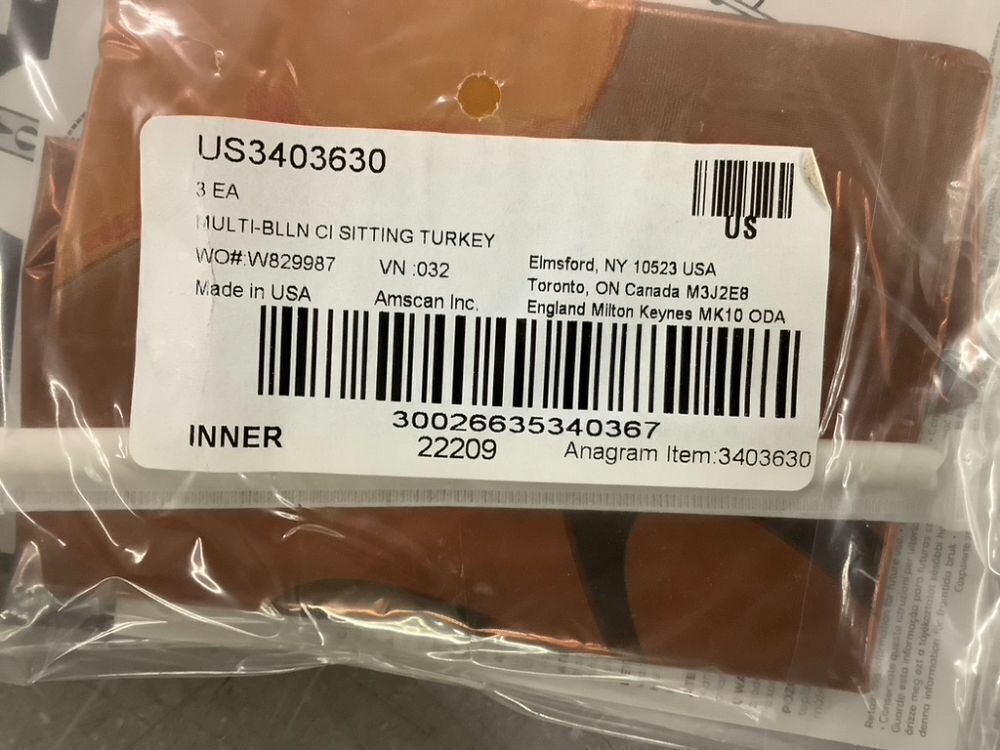 US3403630
3 EA
MULTI-BLLN CI SITTING TURKEY
WO#:W829987
VN :032
Made in USA
Amscan Inc.
US
Elmsford, NY 10523 USA
Toronto, ON Canada M3J2E8
England Milton Keynes MK10 ODA
30026635340367
INNER
22209
Anagram Item:3403630